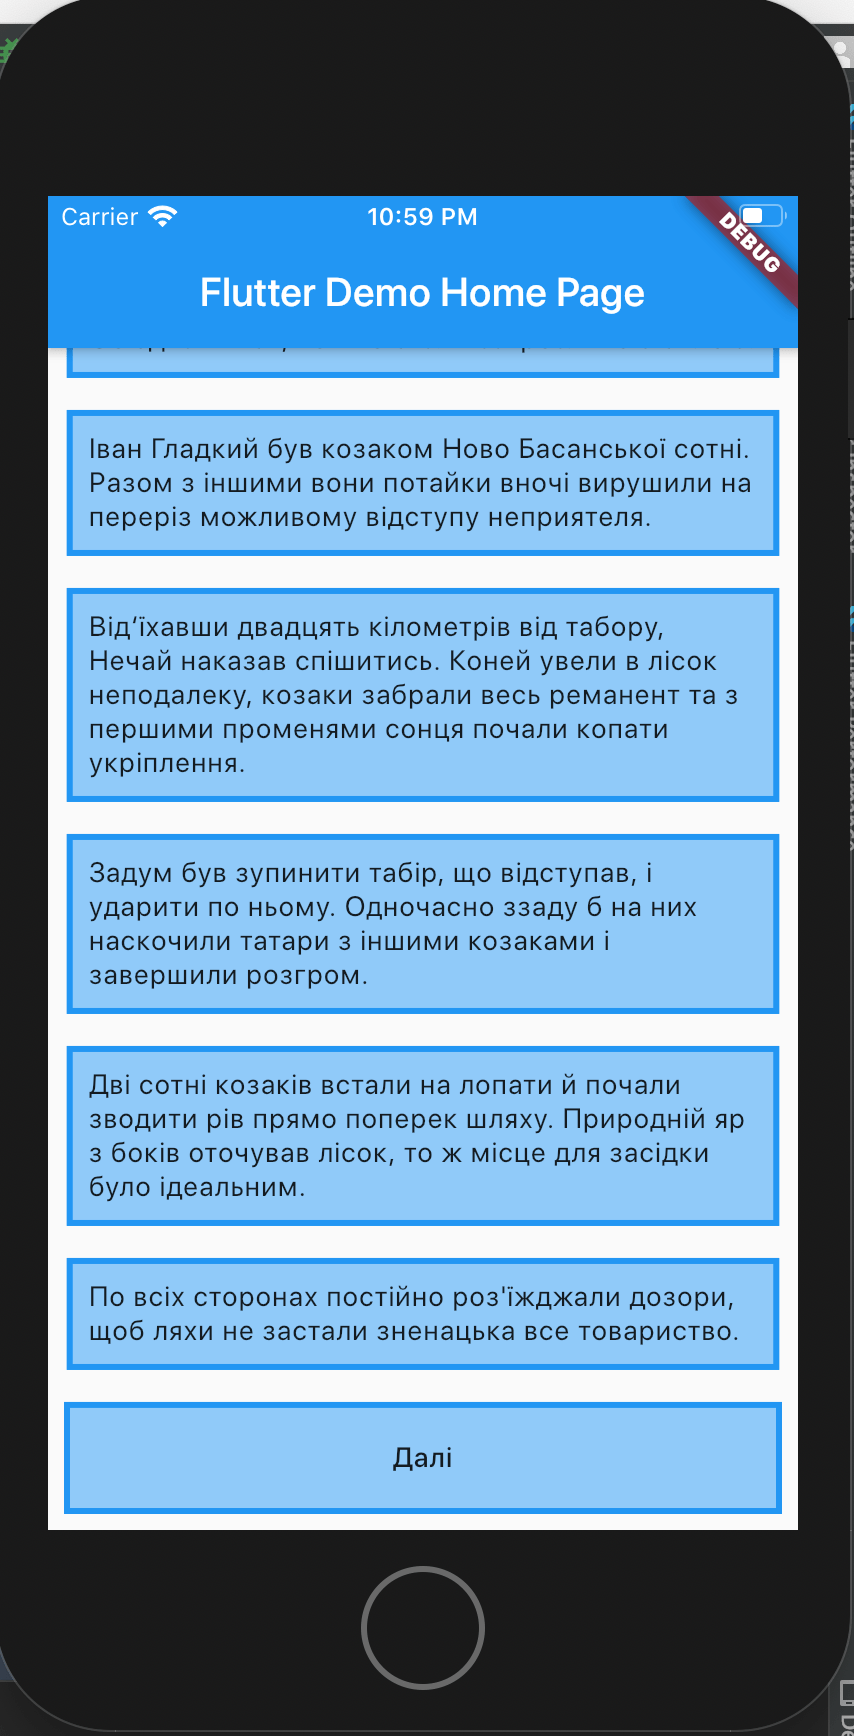 Carrier
10:59 PM
DEBUG
Flutter Demo Home Page
Іван Гладкий був козаком Ново Басанської сотні.
Разом з іншими вони потайки вночі вирушили на
переріз можливому відступу неприятеля.
Від‘їхавши двадцять кілометрів від табору,
Нечай наказав спішитись. Коней увели в лісок
неподалеку, козаки забрали весь реманент та з
першими променями сонця почали копати
укріплення.
Задум був зупинити табір, що відступав, і
ударити по ньому. Одночасно ззаду б на них
наскочили татари з іншими козаками і
завершили розгром.
Дві сотні козаків встали на лопати й почали
зводити рів прямо поперек шляху. Природній яр
з боків оточував лісок, то ж місце для засідки
було ідеальним.
По всіх сторонах постійно роз'їжджали дозори,
щоб ляхи не застали зненацька все товариство.
Далі